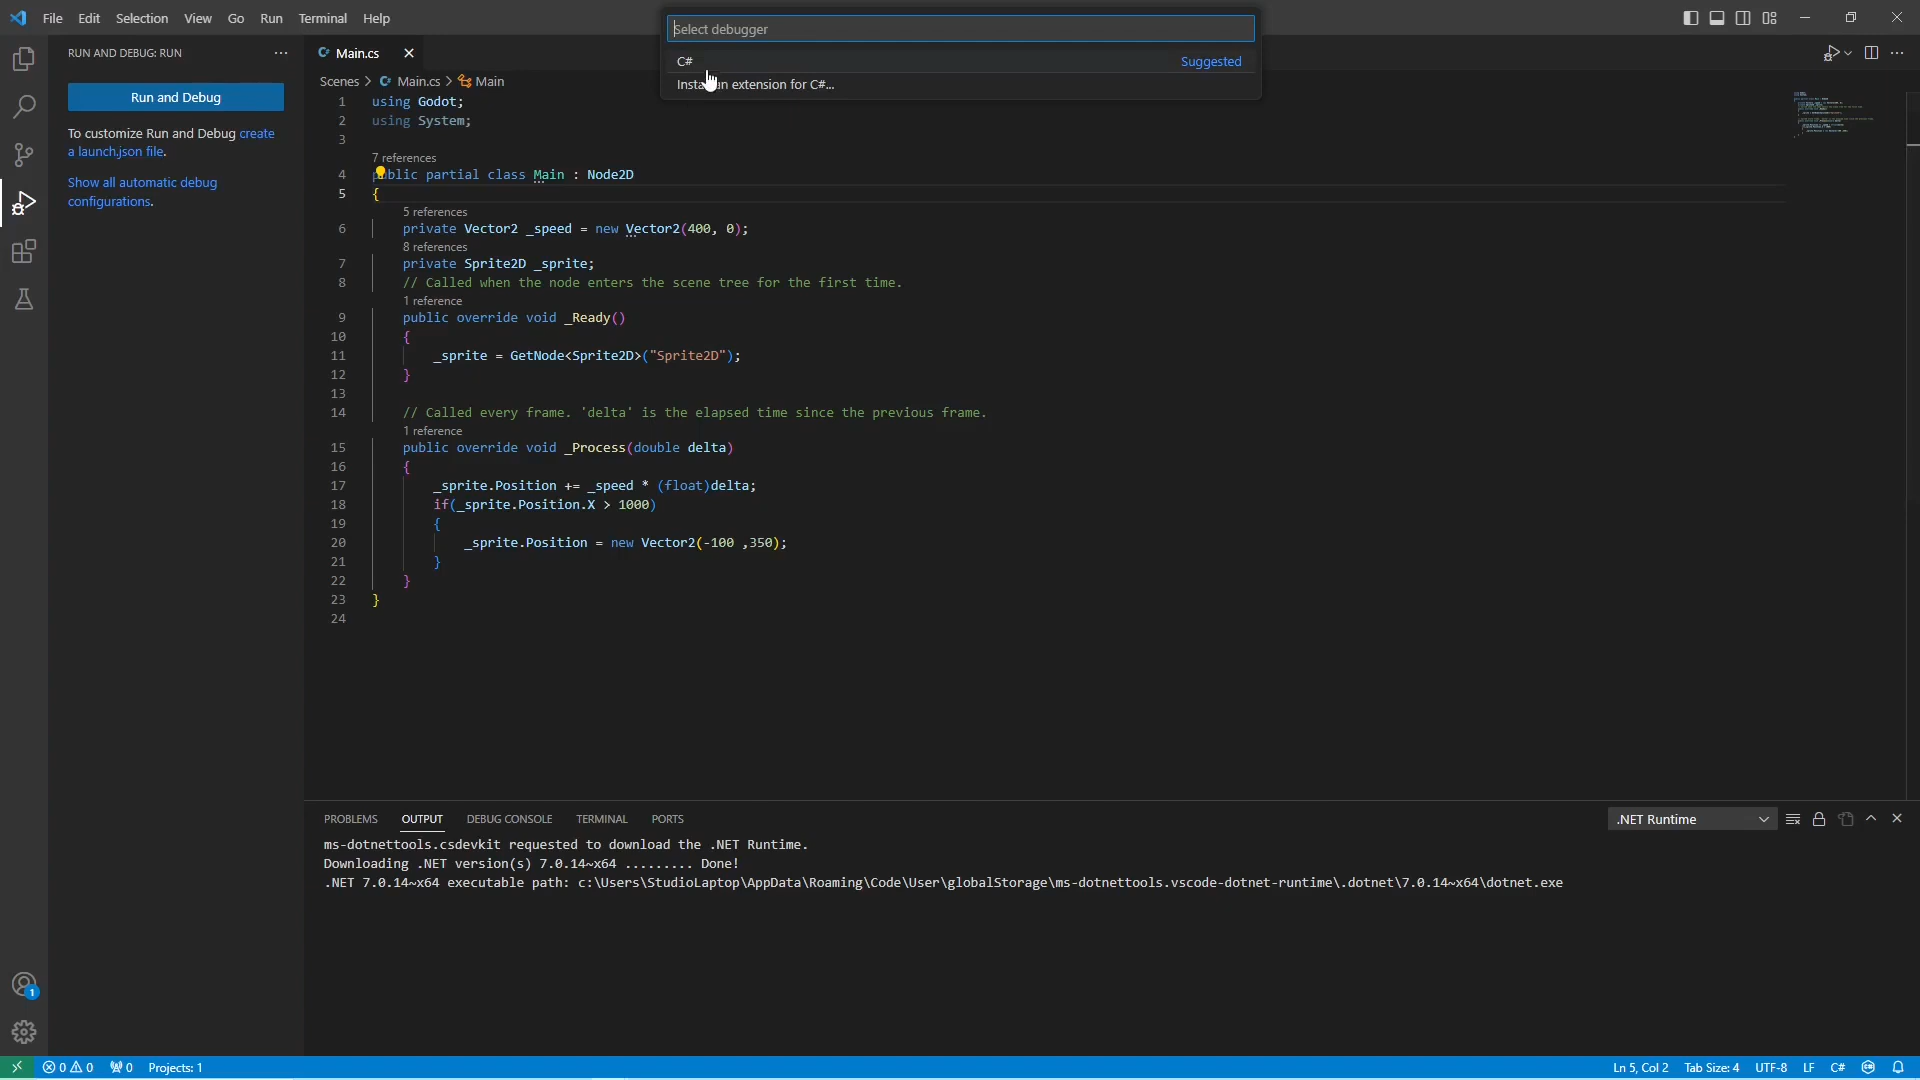 File Edit Selection View Go Run Terminal Help
Select debugger
C# Suggested
Install an extension for C#...
RUN AND DEBUG: RUN
Run and Debug
To customize Run and Debug create
a launch.json file.
Show all automatic debug
configurations.
Main.cs
Scenes > Main.cs > Main
1 using Godot;
2 using System;
3
7 references
4 public partial class Main : Node2D
5 {
5 references
6 private Vector2 _speed = new Vector2(400, 0);
8 references
7 private Sprite2D _sprite;
8 // Called when the node enters the scene tree for the first time.
1 reference
9 public override void _Ready()
10 {
11 _sprite = GetNode<Sprite2D>("Sprite2D");
12 }
13
14 // Called every frame. 'delta' is the elapsed time since the previous frame.
1 reference
15 public override void _Process(double delta)
16 {
17 _sprite.Position += _speed * (float)delta;
18 if(_sprite.Position.X > 1000)
19 {
20 _sprite.Position = new Vector2(-100 ,350);
21 }
22 }
23 }
24
PROBLEMS OUTPUT DEBUG CONSOLE TERMINAL PORTS .NET Runtime
ms-dotnettools.csdevkit requested to download the .NET Runtime.
Downloading .NET version(s) 7.0.14~x64 ......... Done!
.NET 7.0.14~x64 executable path: c:\Users\StudioLaptop\AppData\Roaming\Code\User\globalStorage\ms-dotnettools.vscode-dotnet-runtime\.dotnet\7.0.14~x64\dotnet.exe
1
0 0 0 Projects: 1 Ln 5, Col 2 Tab Size: 4 UTF-8 LF C#